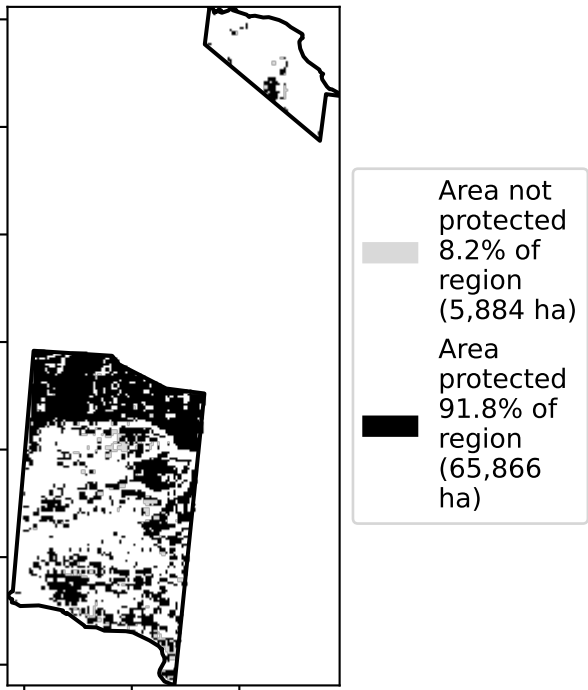 Area not
protected
8.2% of
region
(5,884 ha)
Area
protected
91.8% of
region
(65,866
ha)